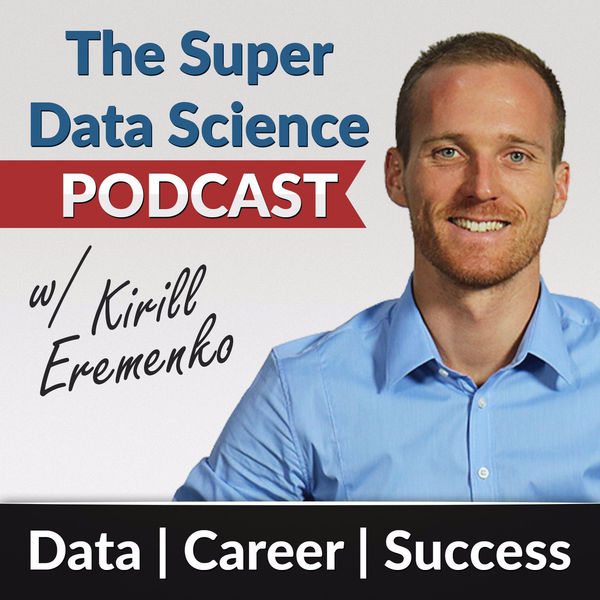 The Super
Data Science
PODCAST
w/ Kirill
Eremenko
Data | Career | Success